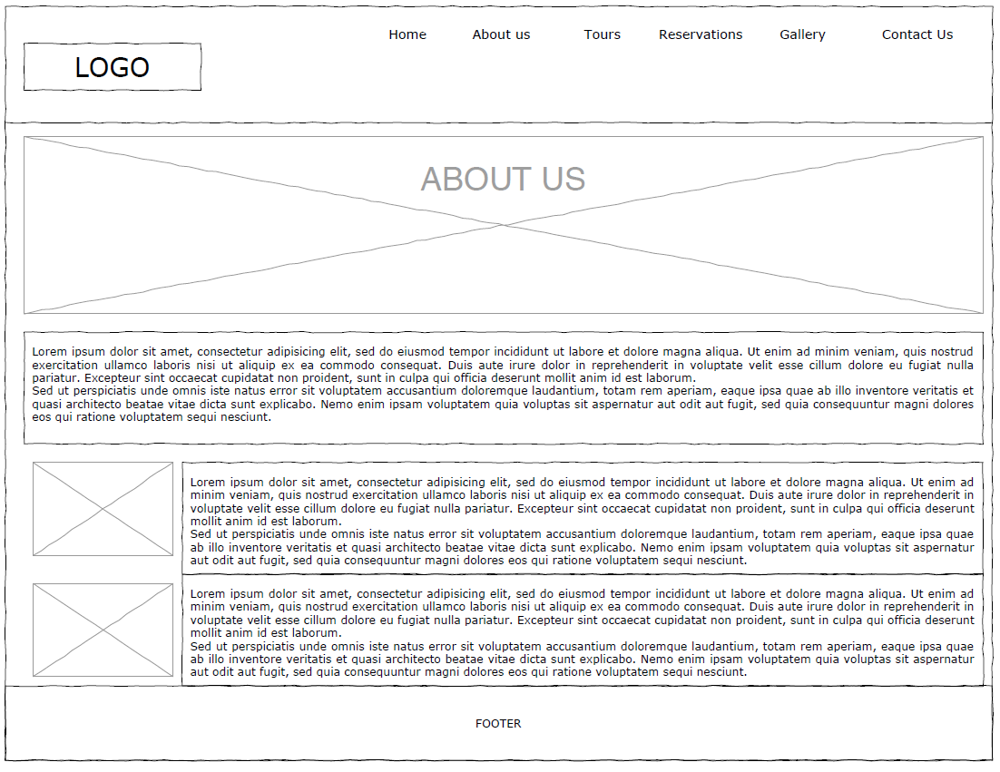 Home About us Tours Reservations Gallery Contact Us
LOGO
ABOUT US
Lorem ipsum dolor sit amet, consectetur adipisicing elit, sed do eiusmod tempor incididunt ut labore et dolore magna aliqua. Ut enim ad minim veniam, quis nostrud
exercitation ullamco laboris nisi ut aliquip ex ea commodo consequat. Duis aute irure dolor in reprehenderit in voluptate velit esse cillum dolore eu fugiat nulla
pariatur. Excepteur sint occaecat cupidatat non proident, sunt in culpa qui officia deserunt mollit anim id est laborum.
Sed ut perspiciatis unde omnis iste natus error sit voluptatem accusantium doloremque laudantium, totam rem aperiam, eaque ipsa quae ab illo inventore veritatis et
quasi architecto beatae vitae dicta sunt explicabo. Nemo enim ipsam voluptatem quia voluptas sit aspernatur aut odit aut fugit, sed quia consequuntur magni dolores
eos qui ratione voluptatem sequi nesciunt.
Lorem ipsum dolor sit amet, consectetur adipisicing elit, sed do eiusmod tempor incididunt ut labore et dolore magna aliqua. Ut enim ad
minim veniam, quis nostrud exercitation ullamco laboris nisi ut aliquip ex ea commodo consequat. Duis aute irure dolor in reprehenderit in
voluptate velit esse cillum dolore eu fugiat nulla pariatur. Excepteur sint occaecat cupidatat non proident, sunt in culpa qui officia deserunt
mollit anim id est laborum.
Sed ut perspiciatis unde omnis iste natus error sit voluptatem accusantium doloremque laudantium, totam rem aperiam, eaque ipsa quae
ab illo inventore veritatis et quasi architecto beatae vitae dicta sunt explicabo. Nemo enim ipsam voluptatem quia voluptas sit aspernatur
aut odit aut fugit, sed quia consequuntur magni dolores eos qui ratione voluptatem sequi nesciunt.
Lorem ipsum dolor sit amet, consectetur adipisicing elit, sed do eiusmod tempor incididunt ut labore et dolore magna aliqua. Ut enim ad
minim veniam, quis nostrud exercitation ullamco laboris nisi ut aliquip ex ea commodo consequat. Duis aute irure dolor in reprehenderit in
voluptate velit esse cillum dolore eu fugiat nulla pariatur. Excepteur sint occaecat cupidatat non proident, sunt in culpa qui officia deserunt
mollit anim id est laborum.
Sed ut perspiciatis unde omnis iste natus error sit voluptatem accusantium doloremque laudantium, totam rem aperiam, eaque ipsa quae
ab illo inventore veritatis et quasi architecto beatae vitae dicta sunt explicabo. Nemo enim ipsam voluptatem quia voluptas sit aspernatur
aut odit aut fugit, sed quia consequuntur magni dolores eos qui ratione voluptatem sequi nesciunt.
FOOTER